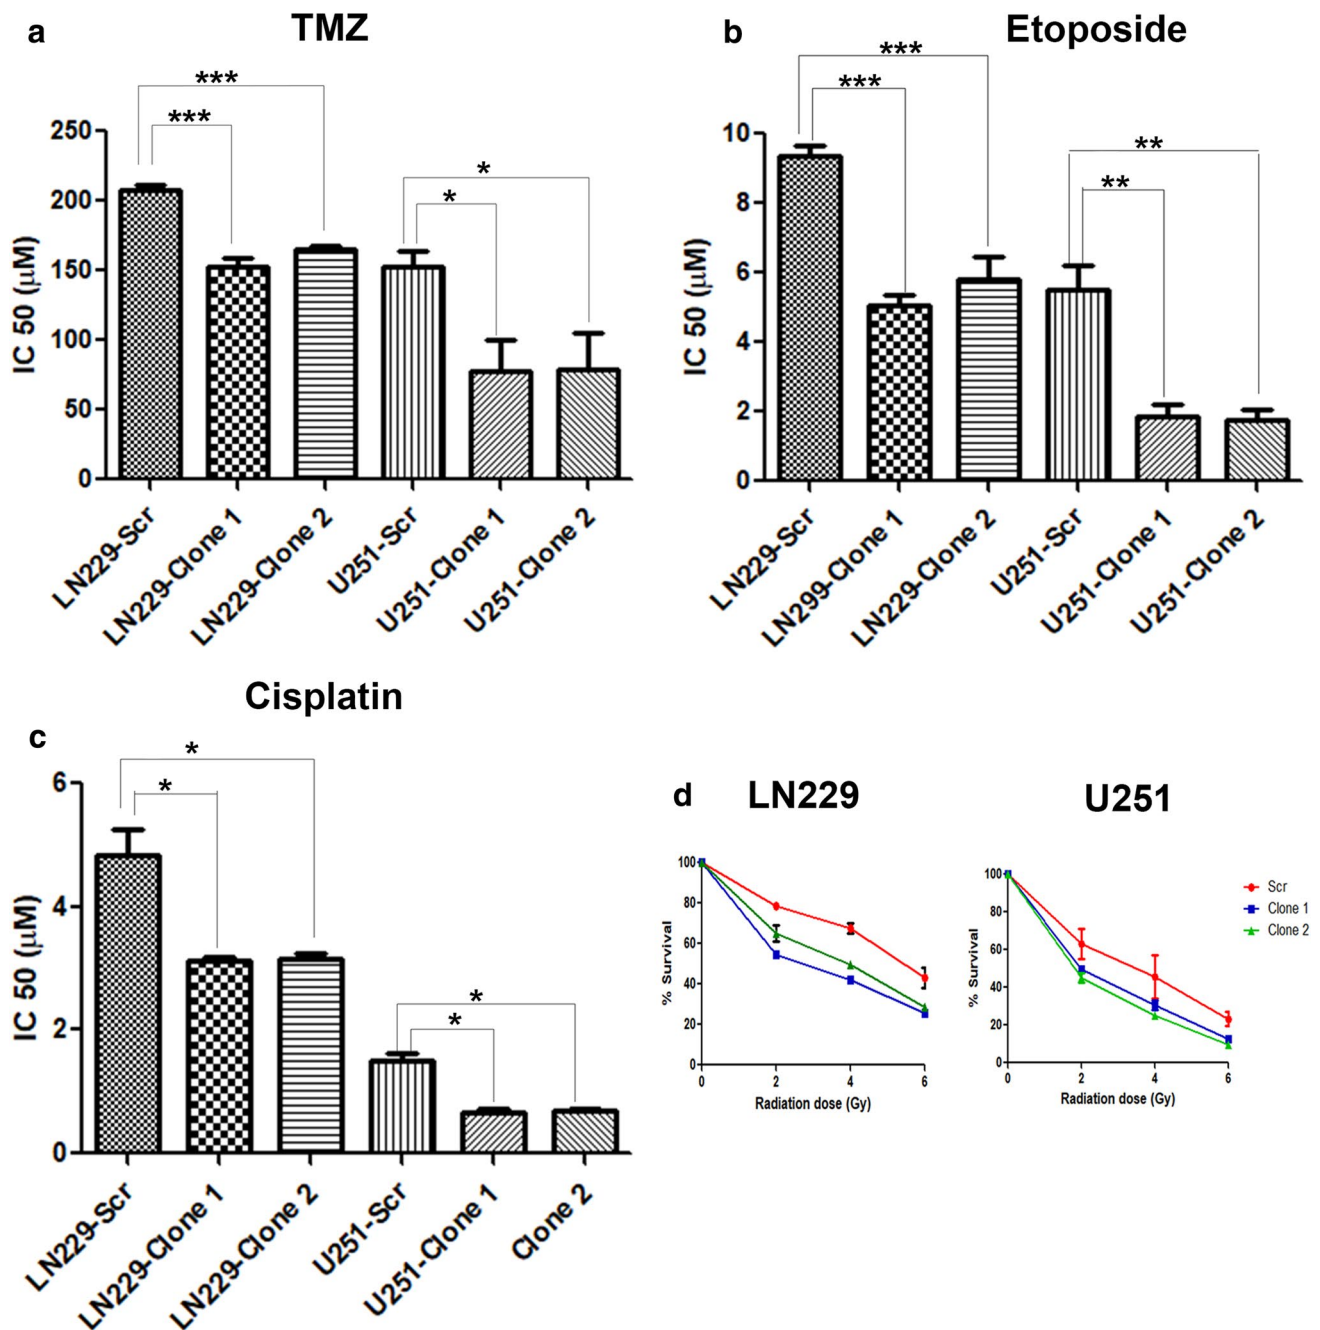 a
TMZ
***
***
*
*
250
200
150
100
50
0
IC 50 (μM)
LN229-Scr
LN229-Clone 1
LN229-Clone 2
U251-Scr
U251-Clone 1
U251-Clone 2
b
Etoposide
***
***
**
**
10
8
6
4
2
0
IC 50 (μM)
LN229-Scr
LN299-Clone 1
LN229-Clone 2
U251-Scr
U251-Clone 1
U251-Clone 2
Cisplatin
c
*
*
*
*
6
4
2
0
IC 50 (μM)
LN229-Scr
LN229-Clone 1
LN229-Clone 2
U251-Scr
U251-Clone 1
Clone 2
d
LN229
100
80
60
40
20
0
% Survival
0 2 4 6
Radiation dose (Gy)
U251
100
80
60
40
20
0
% Survival
0 2 4 6
Radiation dose (Gy)
Scr
Clone 1
Clone 2